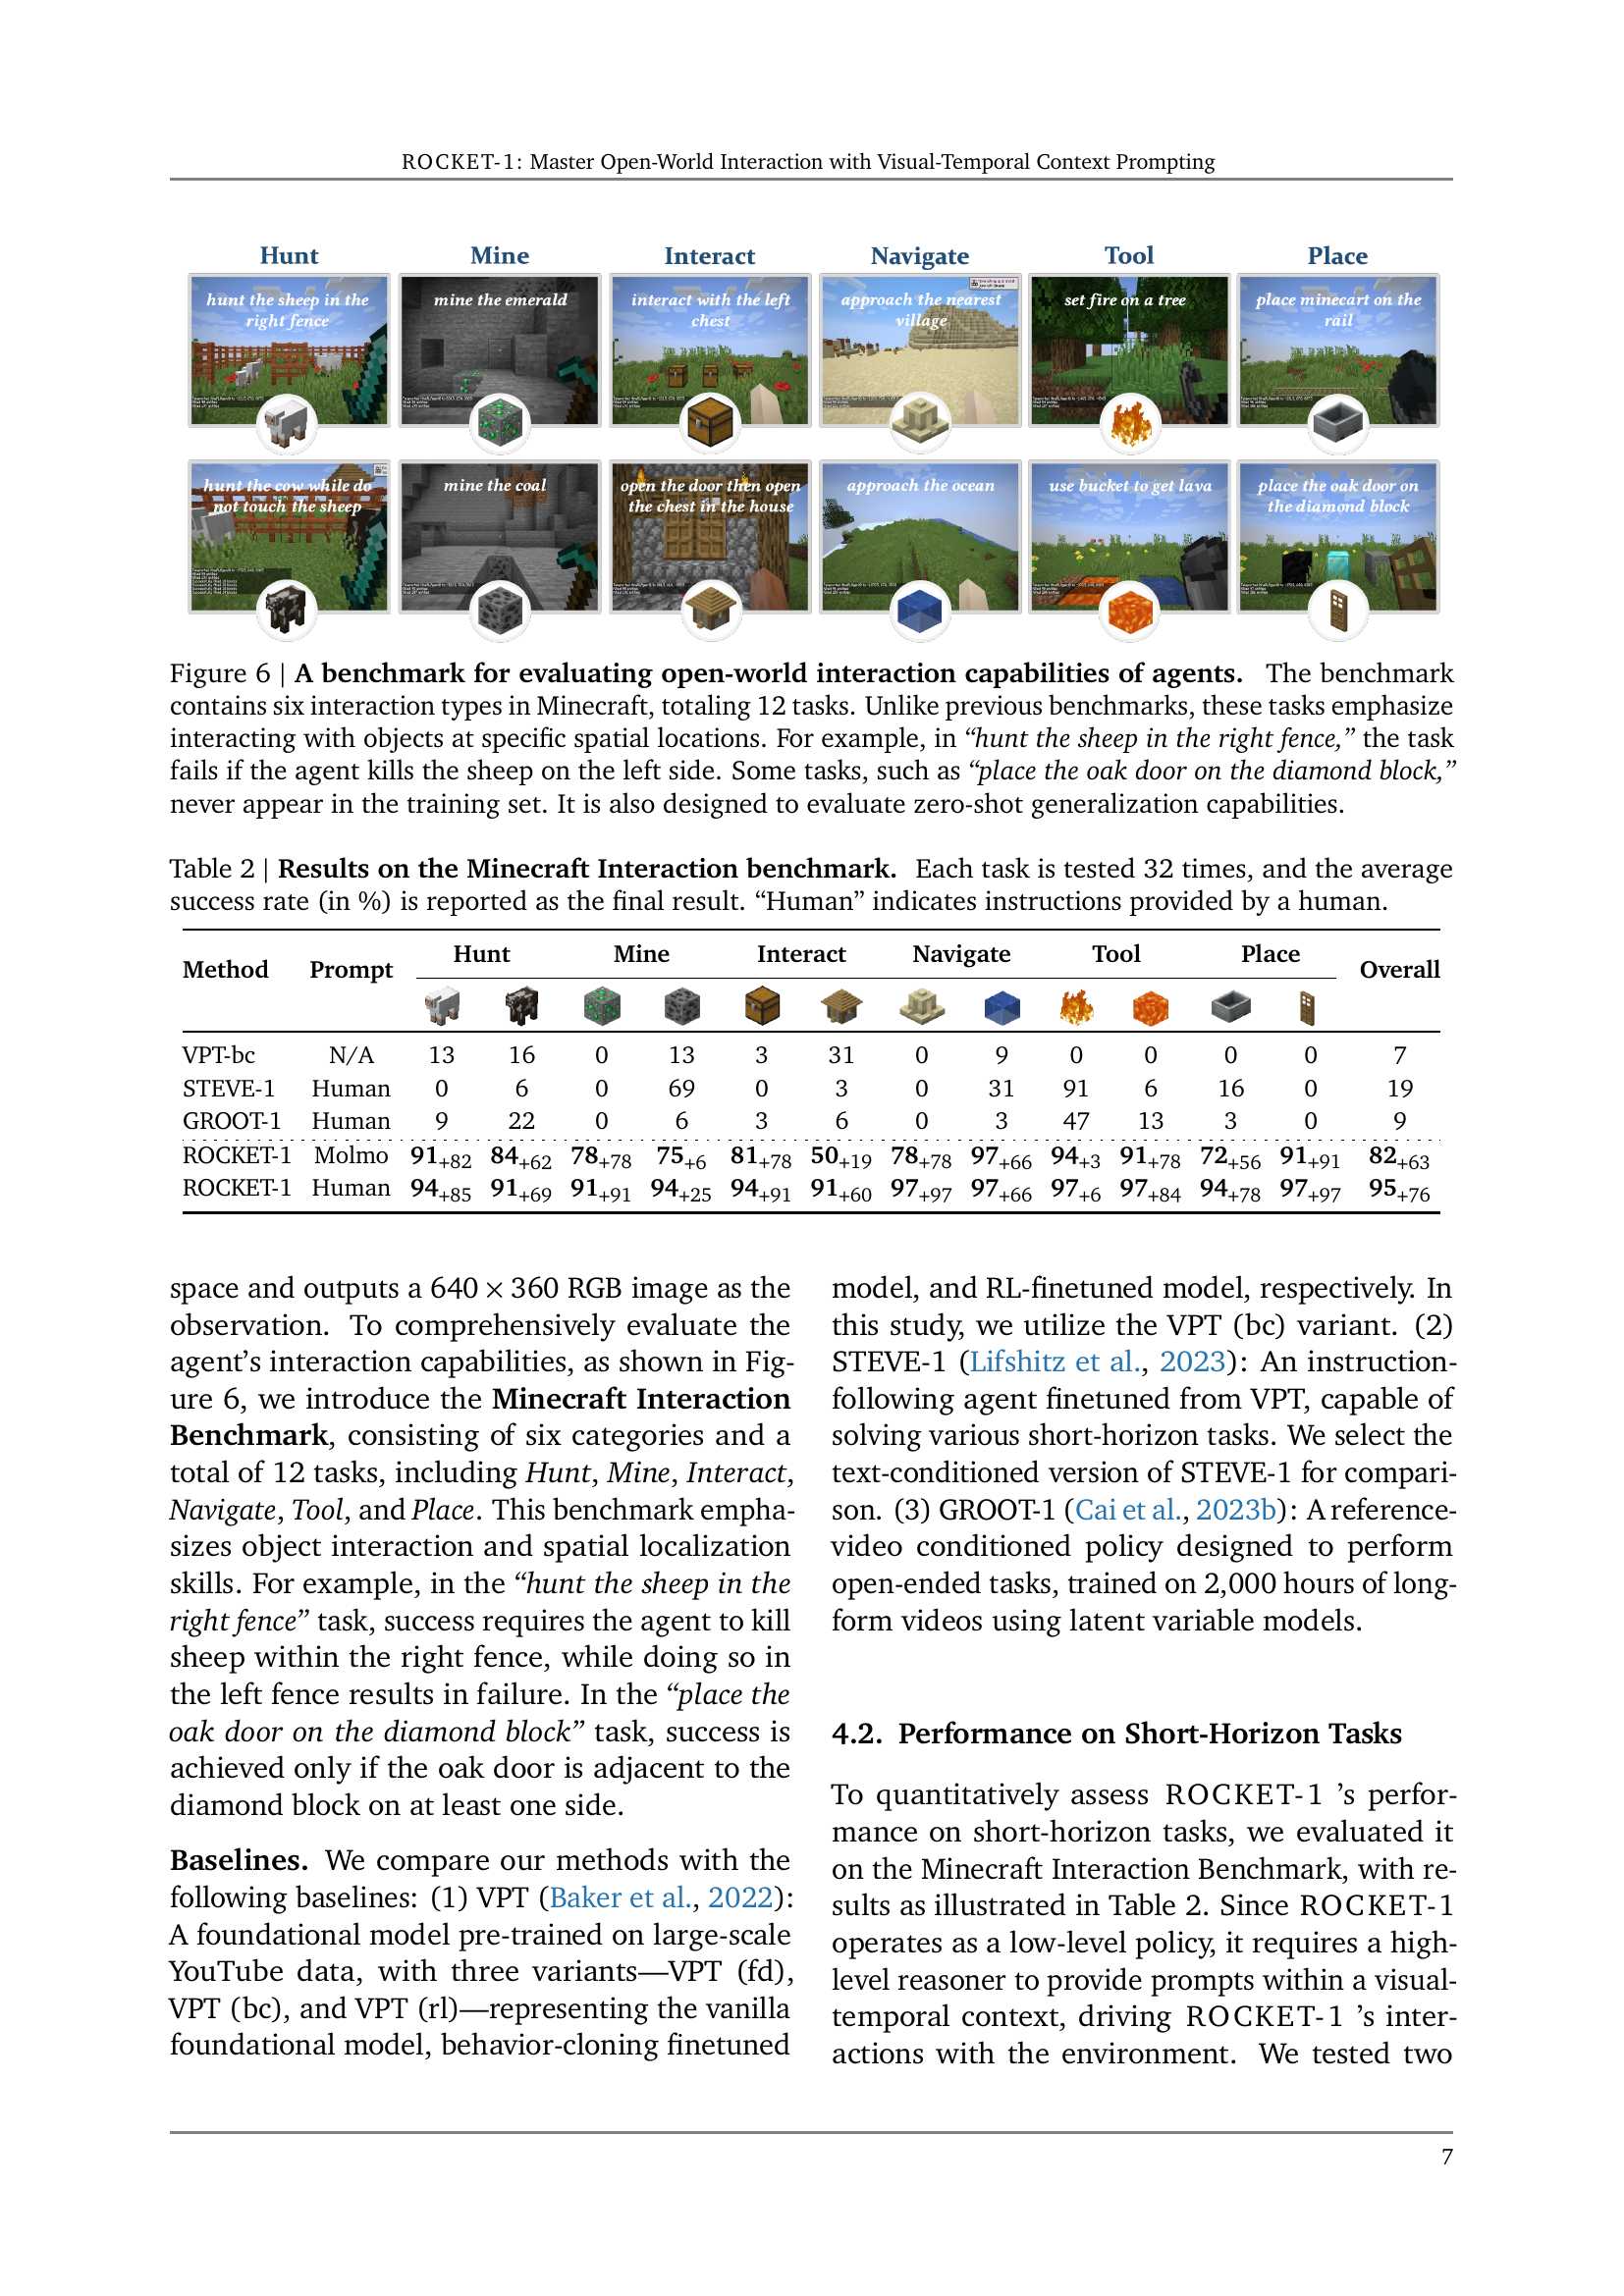 ROCKET-1: Master Open-World Interaction with Visual-Temporal Context Prompting
Hunt Mine Interact Navigate Tool Place
hunt the sheep in the
right fence
mine the emerald
interact with the left
chest
approach the nearest
village
set fire on a tree
place minecart on the
rail
hunt the cow while do
not touch the sheep
mine the coal
open the door then open
the chest in the house
approach the ocean
use bucket to get lava
place the oak door on
the diamond block
Figure 6 | A benchmark for evaluating open-world interaction capabilities of agents. The benchmark
contains six interaction types in Minecraft, totaling 12 tasks. Unlike previous benchmarks, these tasks emphasize
interacting with objects at specific spatial locations. For example, in “hunt the sheep in the right fence,” the task
fails if the agent kills the sheep on the left side. Some tasks, such as “place the oak door on the diamond block,”
never appear in the training set. It is also designed to evaluate zero-shot generalization capabilities.
Table 2 | Results on the Minecraft Interaction benchmark. Each task is tested 32 times, and the average
success rate (in %) is reported as the final result. “Human” indicates instructions provided by a human.
Method Prompt Hunt Mine Interact Navigate Tool Place Overall
VPT-bc N/A 13 16 0 13 3 31 0 9 0 0 0 0 7
STEVE-1 Human 0 6 0 69 0 3 0 31 91 6 16 0 19
GROOT-1 Human 9 22 0 6 3 6 0 3 47 13 3 0 9
ROCKET-1 Molmo 91+82 84+62 78+78 75+6 81+78 50+19 78+78 97+66 94+3 91+78 72+56 91+91 82+63
ROCKET-1 Human 94+85 91+69 91+91 94+25 94+91 91+60 97+97 97+66 97+6 97+84 94+78 97+97 95+76
space and outputs a 640 × 360 RGB image as the
observation. To comprehensively evaluate the
agent’s interaction capabilities, as shown in Fig-
ure 6, we introduce the Minecraft Interaction
Benchmark, consisting of six categories and a
total of 12 tasks, including Hunt, Mine, Interact,
Navigate, Tool, and Place. This benchmark empha-
sizes object interaction and spatial localization
skills. For example, in the “hunt the sheep in the
right fence” task, success requires the agent to kill
sheep within the right fence, while doing so in
the left fence results in failure. In the “place the
oak door on the diamond block” task, success is
achieved only if the oak door is adjacent to the
diamond block on at least one side.
Baselines. We compare our methods with the
following baselines: (1) VPT (Baker et al., 2022):
A foundational model pre-trained on large-scale
YouTube data, with three variants—VPT (fd),
VPT (bc), and VPT (rl)—representing the vanilla
foundational model, behavior-cloning finetuned
model, and RL-finetuned model, respectively. In
this study, we utilize the VPT (bc) variant. (2)
STEVE-1 (Lifshitz et al., 2023): An instruction-
following agent finetuned from VPT, capable of
solving various short-horizon tasks. We select the
text-conditioned version of STEVE-1 for compari-
son. (3) GROOT-1 (Cai et al., 2023b): A reference-
video conditioned policy designed to perform
open-ended tasks, trained on 2,000 hours of long-
form videos using latent variable models.
4.2. Performance on Short-Horizon Tasks
To quantitatively assess ROCKET-1 ’s perfor-
mance on short-horizon tasks, we evaluated it
on the Minecraft Interaction Benchmark, with re-
sults as illustrated in Table 2. Since ROCKET-1
operates as a low-level policy, it requires a high-
level reasoner to provide prompts within a visual-
temporal context, driving ROCKET-1 ’s inter-
actions with the environment. We tested two
7